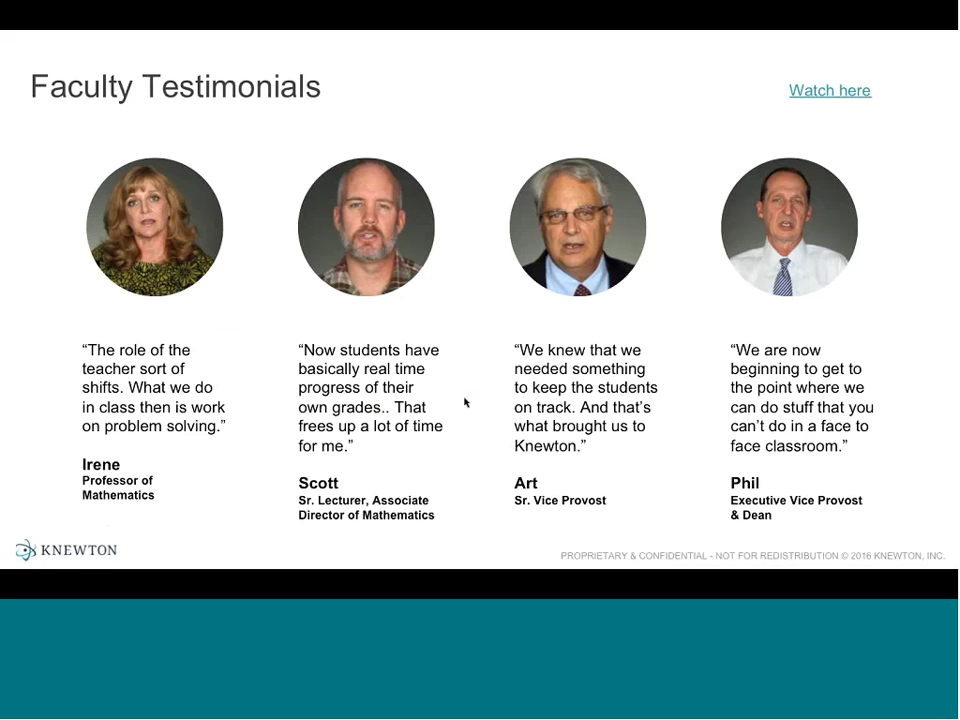 Faculty Testimonials
Watch here
“The role of the
teacher sort of
shifts. What we do
in class then is work
on problem solving.”
Irene
Professor of
Mathematics
“Now students have
basically real time
progress of their
own grades.. That
frees up a lot of time
for me.”
Scott
Sr. Lecturer, Associate
Director of Mathematics
“We knew that we
needed something
to keep the students
on track. And that’s
what brought us to
Knewton.”
Art
Sr. Vice Provost
“We are now
beginning to get to
the point where we
can do stuff that you
can’t do in a face to
face classroom.”
Phil
Executive Vice Provost
& Dean
KNEWTON
PROPRIETARY & CONFIDENTIAL - NOT FOR REDISTRIBUTION © 2016 KNEWTON, INC.